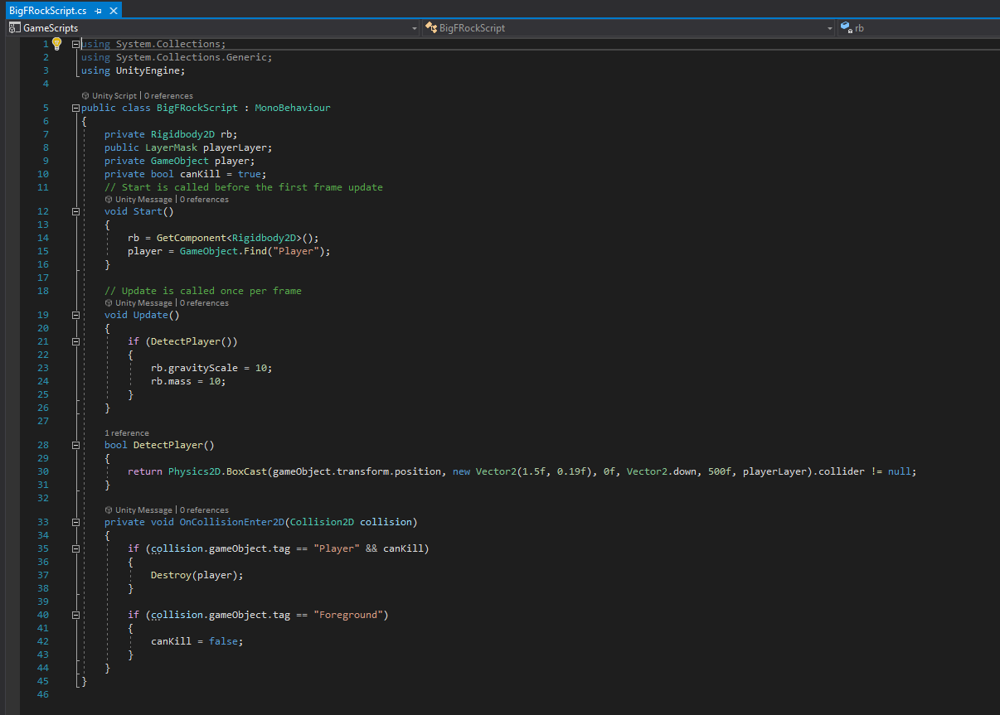 BigFRockScript.cs
GameScripts BigFRockScript rb
1 using System.Collections;
2 using System.Collections.Generic;
3 using UnityEngine;
4
Unity Script | 0 references
5 public class BigFRockScript : MonoBehaviour
6 {
7 private Rigidbody2D rb;
8 public LayerMask playerLayer;
9 private GameObject player;
10 private bool canKill = true;
11 // Start is called before the first frame update
Unity Message | 0 references
12 void Start()
13 {
14 rb = GetComponent<Rigidbody2D>();
15 player = GameObject.Find("Player");
16 }
17
18 // Update is called once per frame
Unity Message | 0 references
19 void Update()
20 {
21 if (DetectPlayer())
22 {
23 rb.gravityScale = 10;
24 rb.mass = 10;
25 }
26 }
27
1 reference
28 bool DetectPlayer()
29 {
30 return Physics2D.BoxCast(gameObject.transform.position, new Vector2(1.5f, 0.19f), 0f, Vector2.down, 500f, playerLayer).collider != null;
31 }
32
Unity Message | 0 references
33 private void OnCollisionEnter2D(Collision2D collision)
34 {
35 if (collision.gameObject.tag == "Player" && canKill)
36 {
37 Destroy(player);
38 }
39
40 if (collision.gameObject.tag == "Foreground")
41 {
42 canKill = false;
43 }
44 }
45 }
46